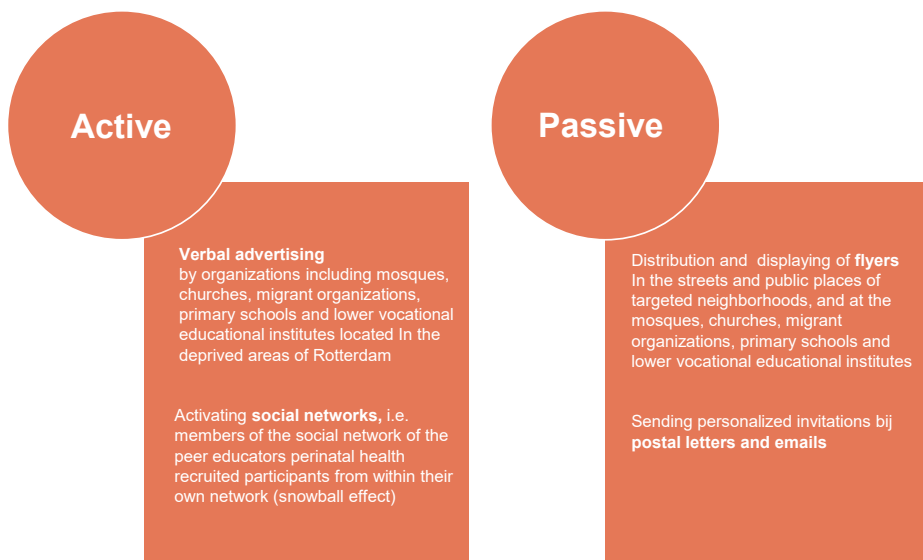 Active
Verbal advertising
by organizations including mosques,
churches, migrant organizations,
primary schools and lower vocational
educational institutes located In the
deprived areas of Rotterdam
Activating social networks, i.e.
members of the social network of the
peer educators perinatal health
recruited participants from within their
own network (snowball effect)
Passive
Distribution and displaying of flyers
In the streets and public places of
targeted neighborhoods, and at the
mosques, churches, migrant
organizations, primary schools and
lower vocational educational institutes
Sending personalized invitations bij
postal letters and emails